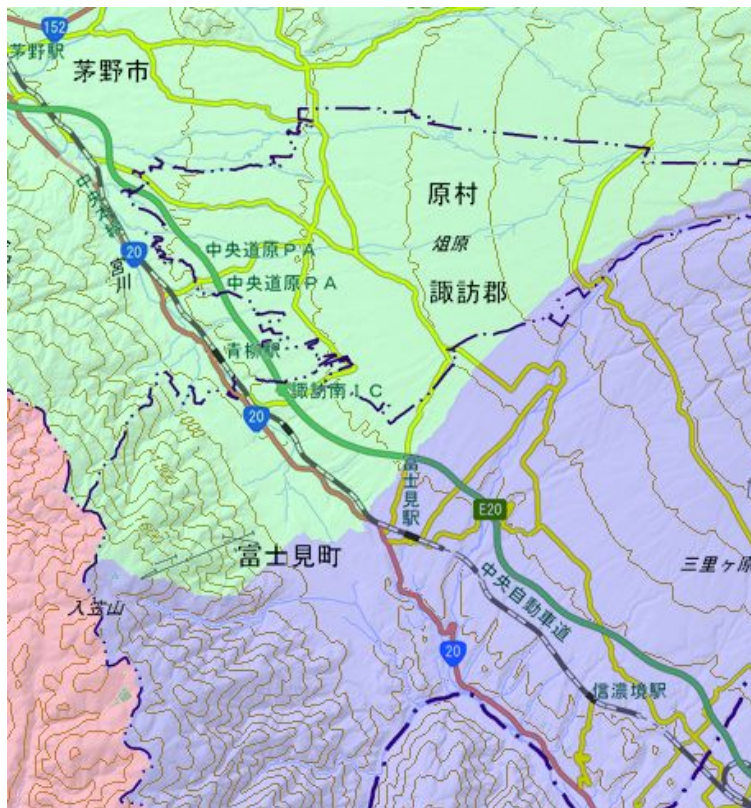 152
茅野駅
茅野市
原村
中央本線
中央道原ＰＡ
俎原
20
宮川
中央道原ＰＡ
諏訪郡
青柳駅
諏訪南ＩＣ
20
富士見駅
E20
富士見町
中央自動車道
三里ヶ原
入笠山
20
信濃境駅